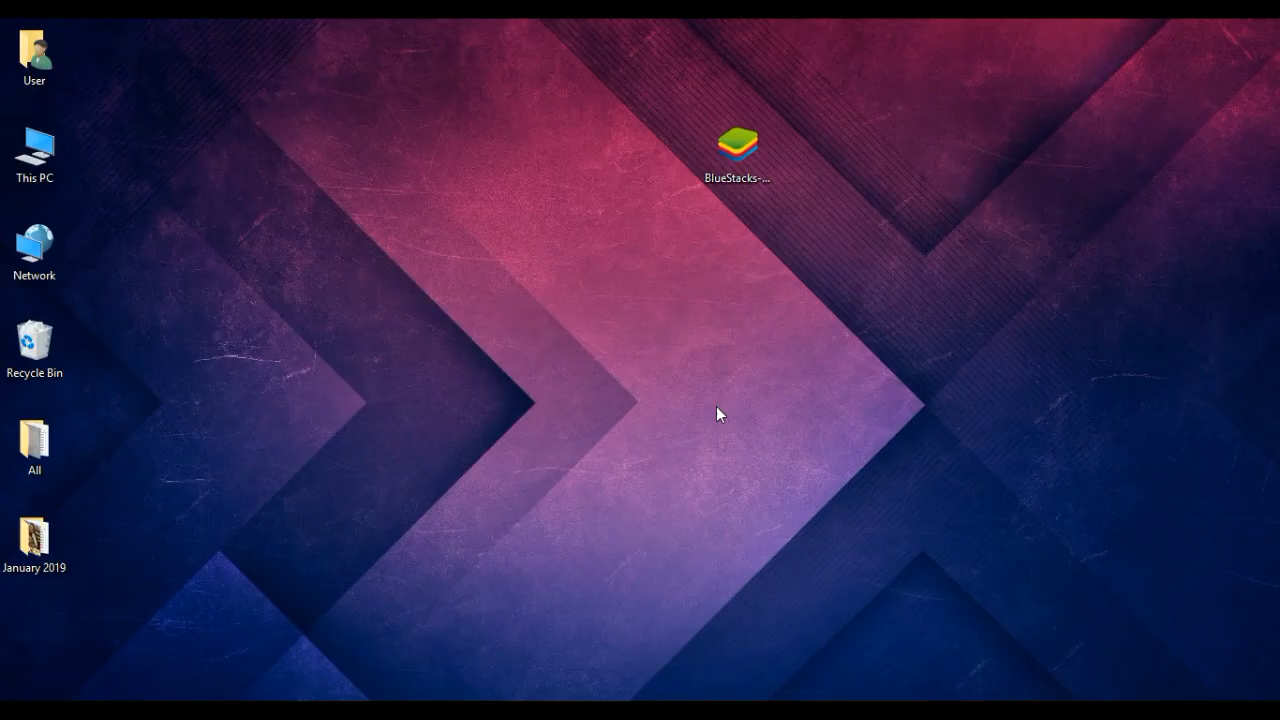 User
This PC
Network
Recycle Bin
All
January 2019
BlueStacks-...